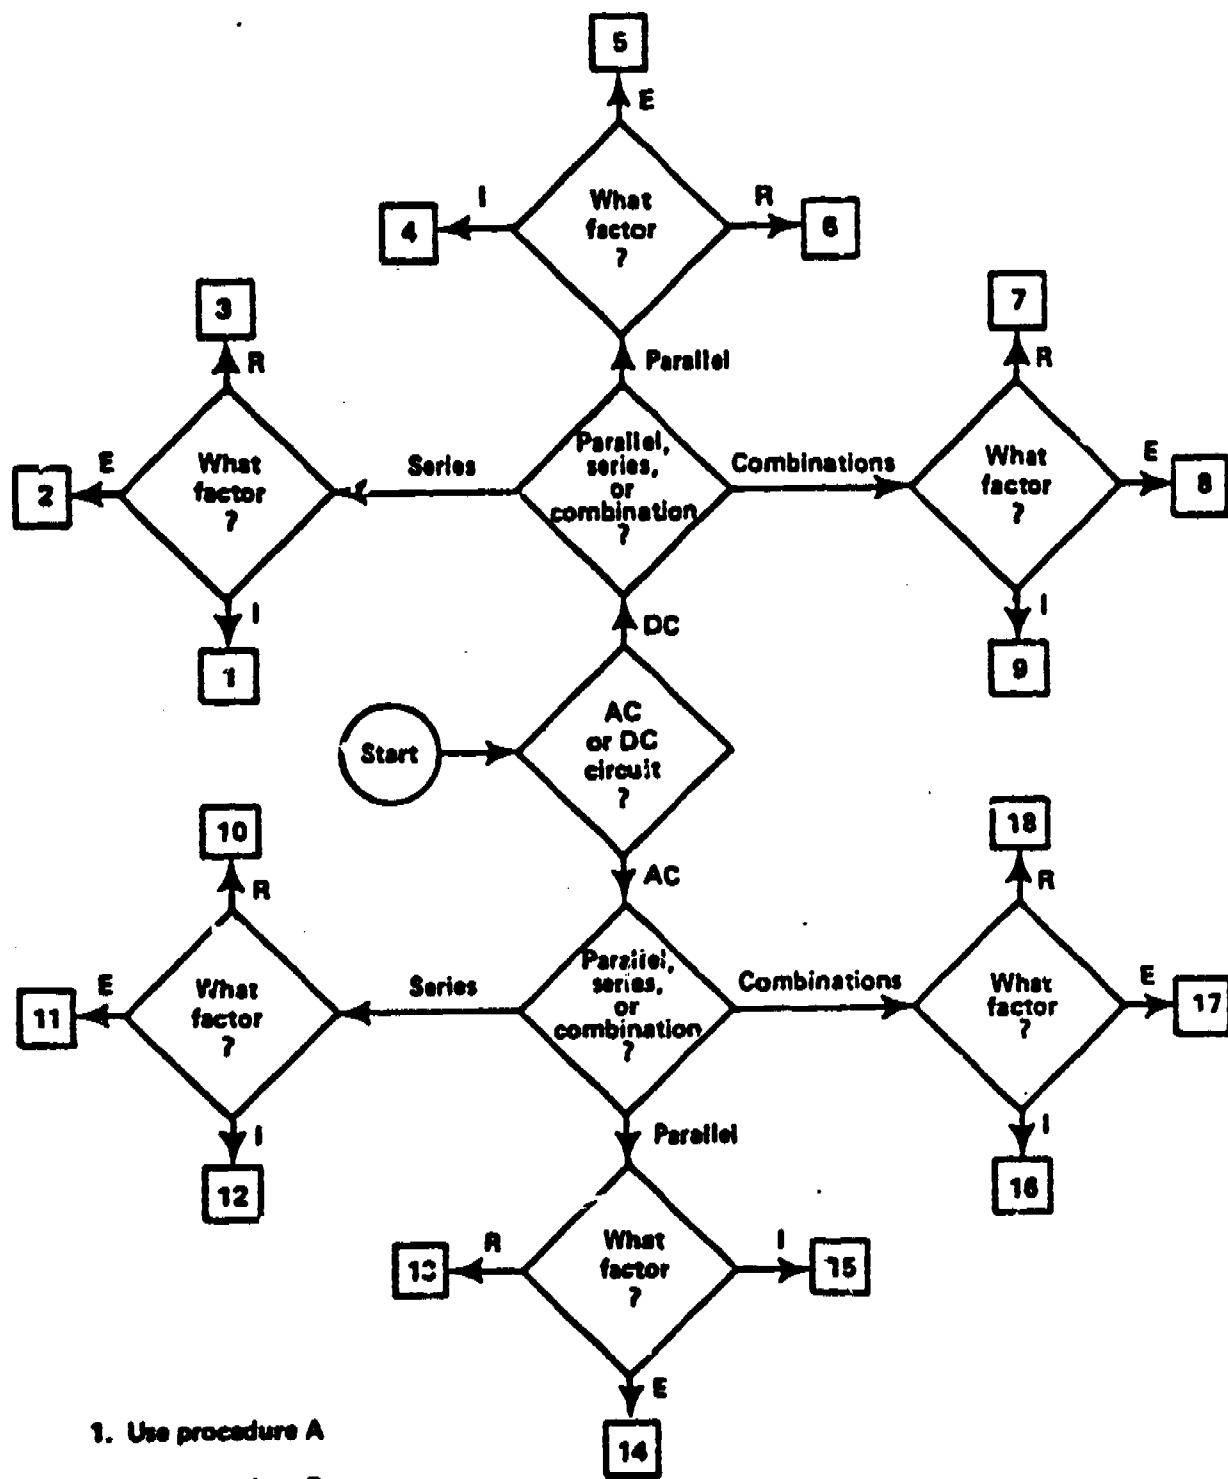 5
E
I
What
factor
?
R
4
6
3
7
R
Parallel
R
E
What
factor
?
Series
Parallel,
series,
or
combination
?
Combinations
What
factor
?
E
2
8
I
DC
I
1
9
Start
AC
or DC
circuit
?
10
18
R
AC
R
E
What
factor
?
Series
Parallel,
series,
or
combination
?
Combinations
What
factor
?
E
11
17
I
Parallel
I
12
16
R
What
factor
?
I
13
15
E
14
1. Use procedure A